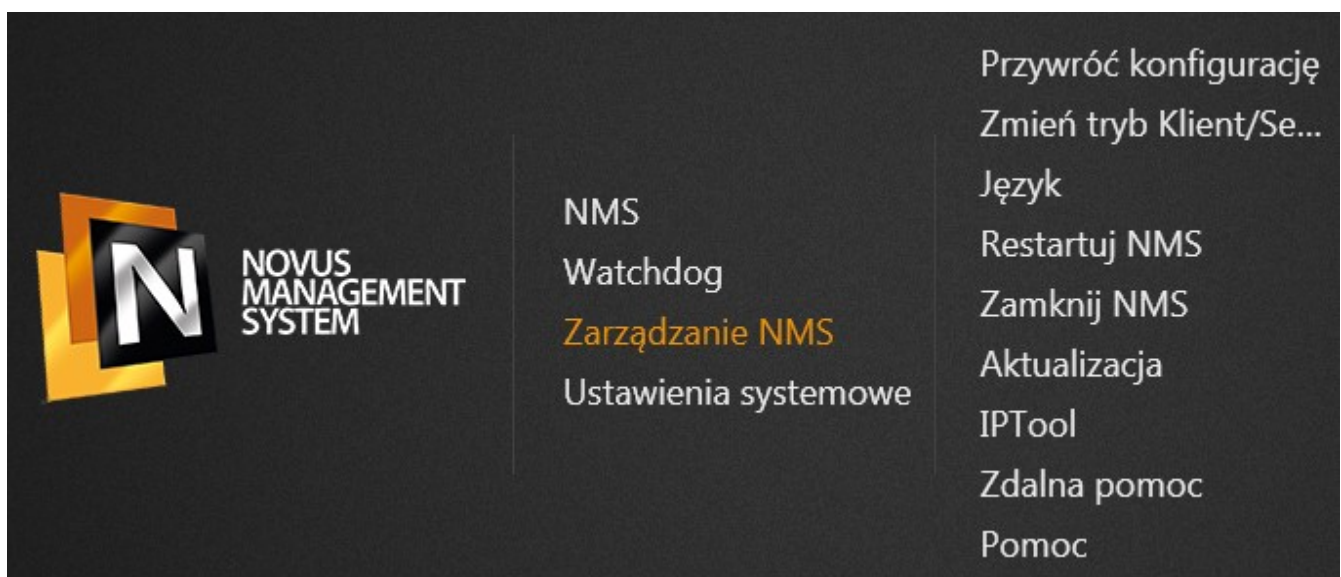 N
NOVUS
MANAGEMENT
SYSTEM
NMS
Watchdog
Zarządzanie NMS
Ustawienia systemowe
Przywróć konfigurację
Zmień tryb Klient/Se...
Język
Restartuj NMS
Zamknij NMS
Aktualizacja
IPTool
Zdalna pomoc
Pomoc